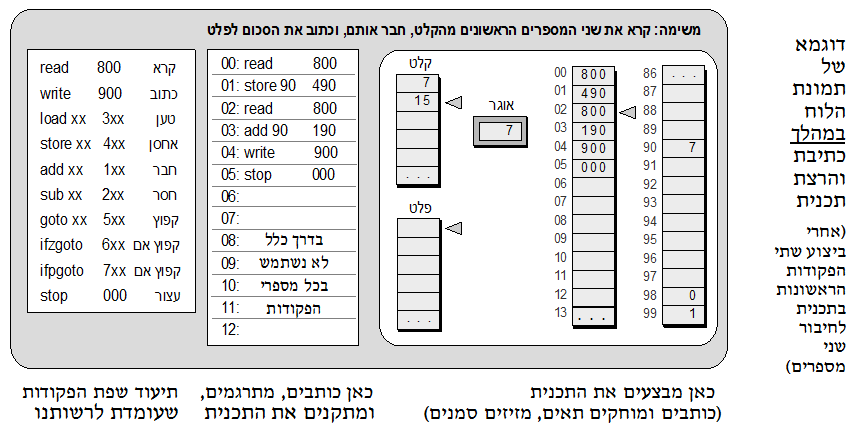 משימה: קרא את שני המספרים הראשונים מהקלט, חבר אותם, וכתוב את הסכום לפלט
read 800 קרא
write 900 כתוב
load xx 3xx טען
store xx 4xx אחסן
add xx 1xx חבר
sub xx 2xx חסר
goto xx 5xx קפוץ
ifzgoto 6xx קפוץ אם
ifpgoto 7xx קפוץ אם
stop 000 עצור
00: read 800
01: store 90 490
02: read 800
03: add 90 190
04: write 900
05: stop 000
06:
07:
08: בדרך כלל
09: לא נשתמש
10: בכל מספרי
11: הפקודות
12:
קלט
7
15
...
אוגר
7
פלט
...
00 800
01 490
02 800
03 190
04 900
05 000
06
07
08
09
10
11
12
13 ...
86 ...
87
88
89
90 7
91
92
93
94
95
96
97
98 0
99 1
דוגמא
של
תמונת
הלוח
במהלך
כתיבת
והרצת
תכנית
(אחרי
ביצוע שתי
הפקודות
הראשונות
בתכנית
לחיבור
שני
מספרים)
כאן מבצעים את התכנית
(כותבים ומוחקים תאים, מזיזים סמנים)
כאן כותבים, מתרגמים,
ומתקנים את התכנית
תיעוד שפת הפקודות
שעומדת לרשותנו